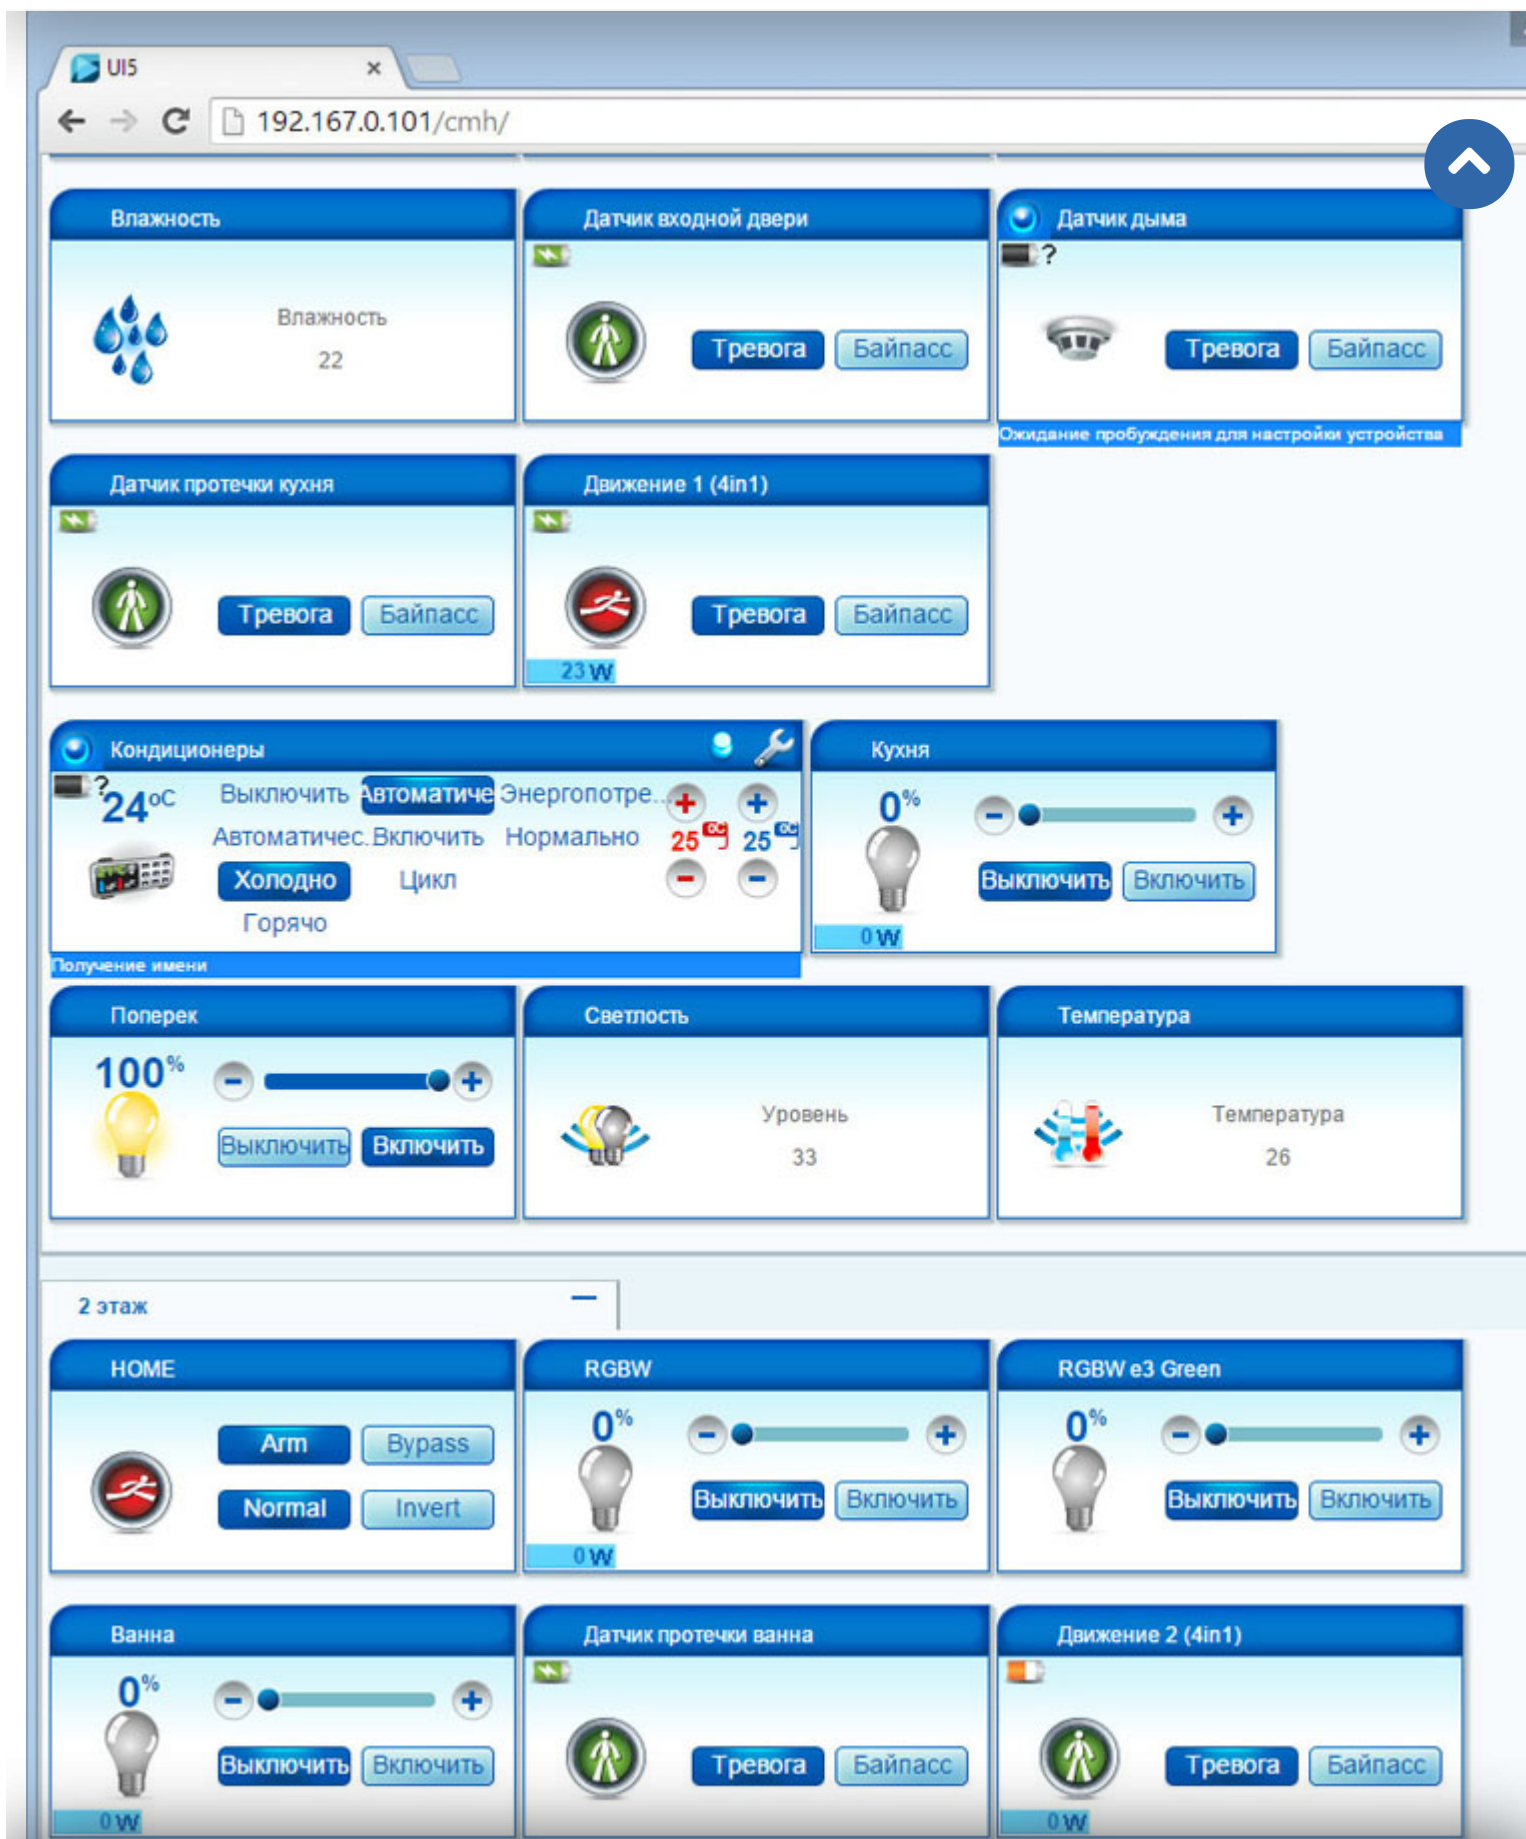 UI5
192.167.0.101/cmh/
Влажность
Датчик входной двери
Датчик дыма
?
Влажность
22
Тревога Байпасс
Тревога Байпасс
Ожидание пробуждения для настройки устройства
Датчик протечки кухня
Движение 1 (4in1)
Тревога Байпасс
Тревога Байпасс
23 W
Кондиционеры
Кухня
?
24°C
Выключить Автоматиче Энергопотре...
Автоматичес. Включить Нормально
Холодно Цикл
Горячо
25 °C 25 °C
0%
Выключить Включить
0 W
Получение имени
Поперек
Светлость
Температура
100%
Выключить Включить
Уровень
33
Температура
26
2 этаж
HOME
RGBW
RGBW e3 Green
Arm Bypass
Normal Invert
0%
Выключить Включить
0 W
0%
Выключить Включить
Ванна
Датчик протечки ванна
Движение 2 (4in1)
0%
Выключить Включить
0 W
Тревога Байпасс
Тревога Байпасс
0 W